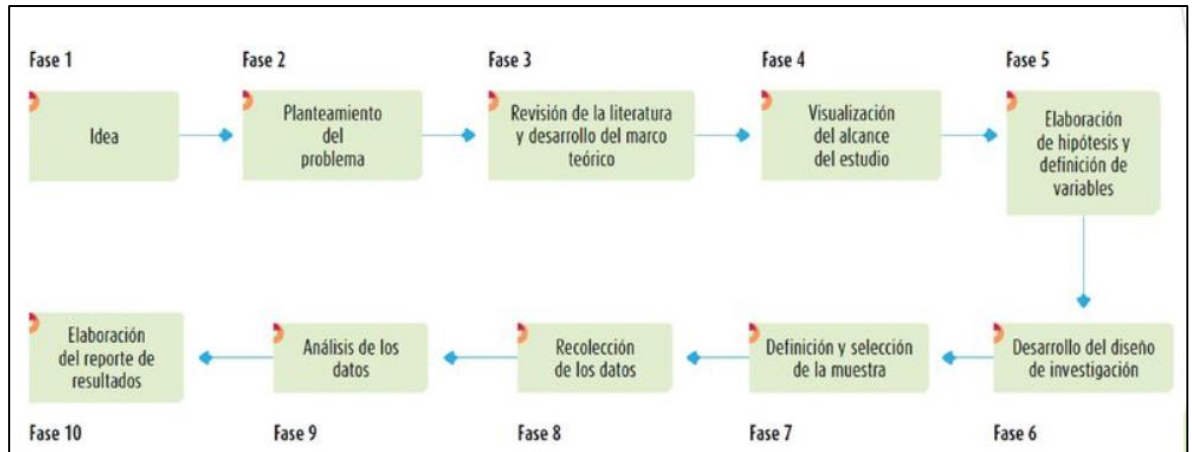 Fase 1
Fase 2
Fase 3
Fase 4
Fase 5
Idea
Planteamiento
del
problema
Revisión de la literatura
y desarrollo del marco
teórico
Visualización
del alcance
del estudio
Elaboración
de hipótesis y
definición de
variables
Desarrollo del diseño
de investigación
Definición y selección
de la muestra
Recolección
de los datos
Análisis de los
datos
Elaboración
del reporte de
resultados
Fase 10
Fase 9
Fase 8
Fase 7
Fase 6